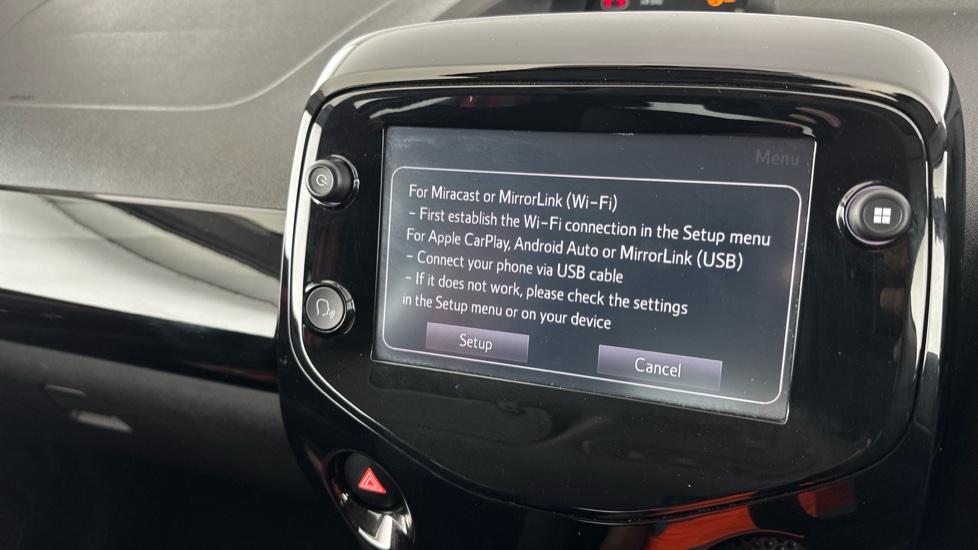 Menu
For Miracast or MirrorLink (Wi-Fi)
- First establish the Wi-Fi connection in the Setup menu
For Apple CarPlay, Android Auto or MirrorLink (USB)
- Connect your phone via USB cable
- If it does not work, please check the settings
in the Setup menu or on your device
Setup
Cancel